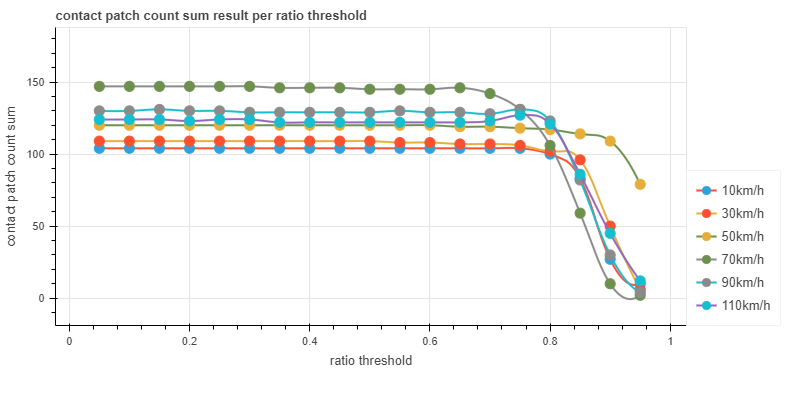 contact patch count sum result per ratio threshold
contact patch count sum
150
100
50
0
0
0.2
0.4
0.6
0.8
1
ratio threshold
10km/h
30km/h
50km/h
70km/h
90km/h
110km/h